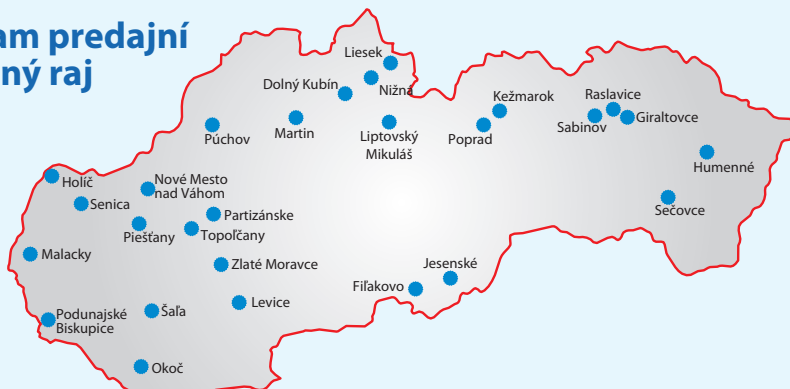 am predajní
ný raj
Liesek
Dolný Kubín
Nižná
Kežmarok
Raslavice
Púchov
Martin
Liptovský
Mikuláš
Poprad
Sabinov
Giraltovce
Humenné
Holíč
Nové Mesto
nad Váhom
Senica
Partizánske
Sečovce
Piešťany
Topoľčany
Malacky
Zlaté Moravce
Jesenské
Fiľakovo
Podunajské
Biskupice
Šaľa
Levice
Okoč